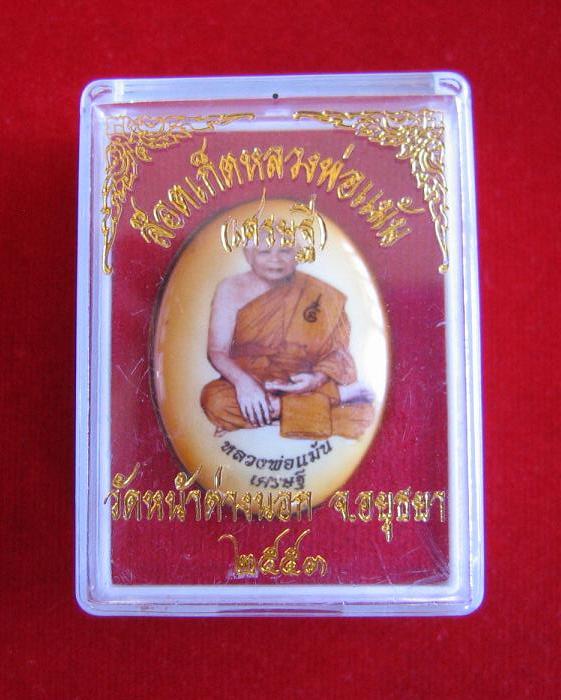 ล๊อคเก็ตหลวงพ่อแม้น
(เศรษฐี)
หลวงพ่อแม้น
เศรษฐี
วัดหน้าต่างนอก จ.อยุธยา
๒๕๕๓